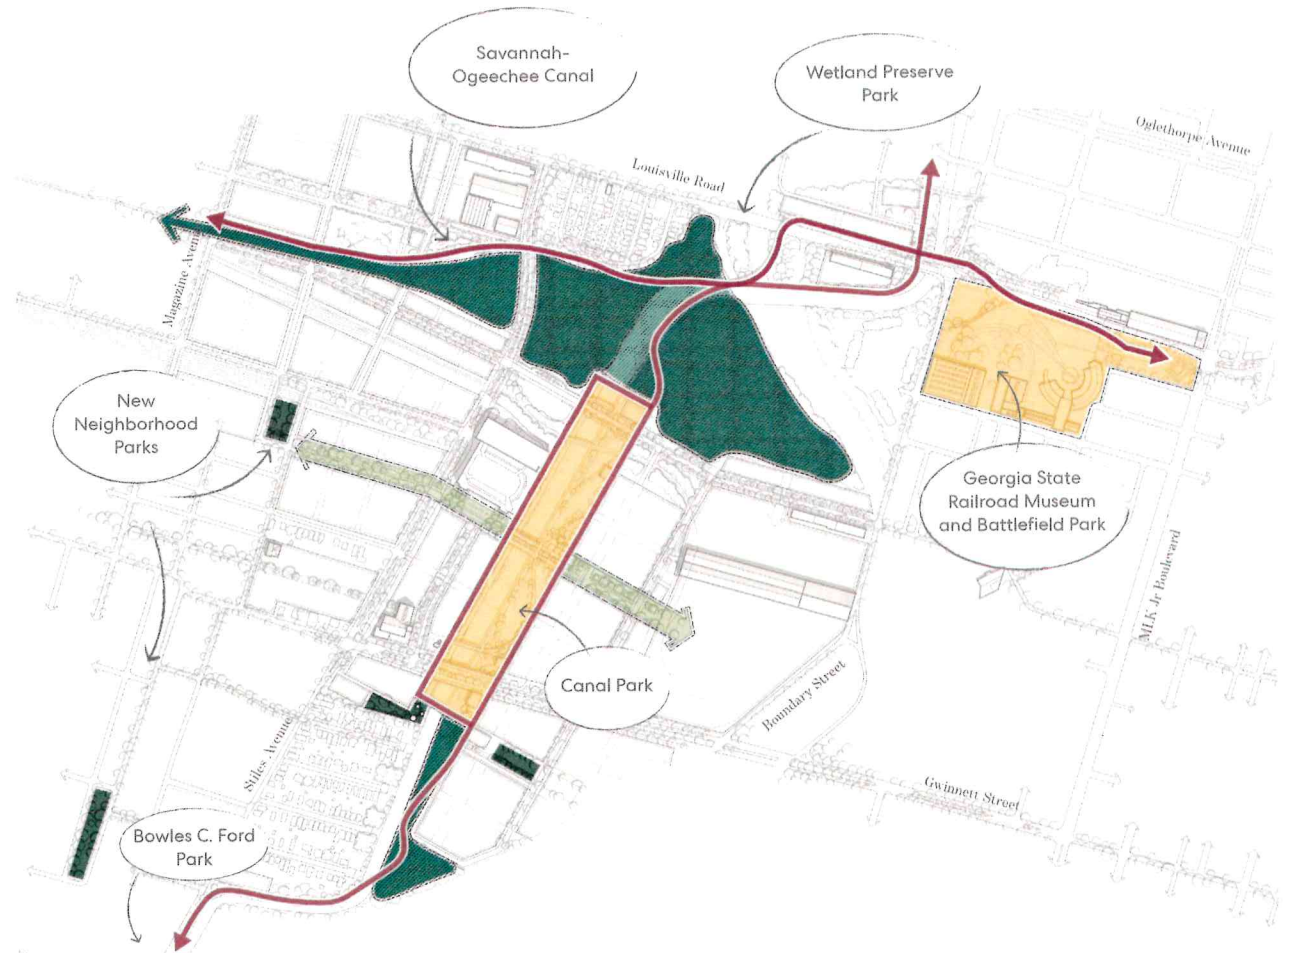 Savannah-
Ogeechee Canal
Wetland Preserve
Park
Oglethorpe Avenue
Louisville Road
Magazine Avenue
New
Neighborhood
Parks
Georgia State
Railroad Museum
and Battlefield Park
MLK Jr Boulevard
Canal Park
Boundary Street
Stiles Avenue
Gwinnett Street
Bowles C. Ford
Park